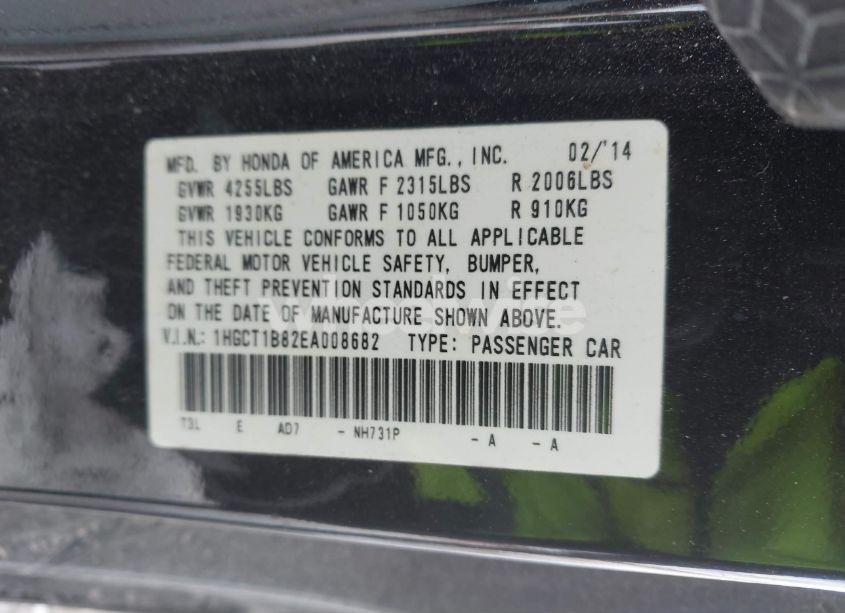 MFD. BY HONDA OF AMERICA MFG., INC. 02/'14
GVWR 4255LBS GAWR F 2315LBS R 2006LBS
GVWR 1930KG GAWR F 1050KG R 910KG
THIS VEHICLE CONFORMS TO ALL APPLICABLE
FEDERAL MOTOR VEHICLE SAFETY, BUMPER,
AND THEFT PREVENTION STANDARDS IN EFFECT
ON THE DATE OF MANUFACTURE SHOWN ABOVE.
V.I.N.: 1HGCT1B82EA008682 TYPE: PASSENGER CAR
T3L E AD7 - NH731P - A - A